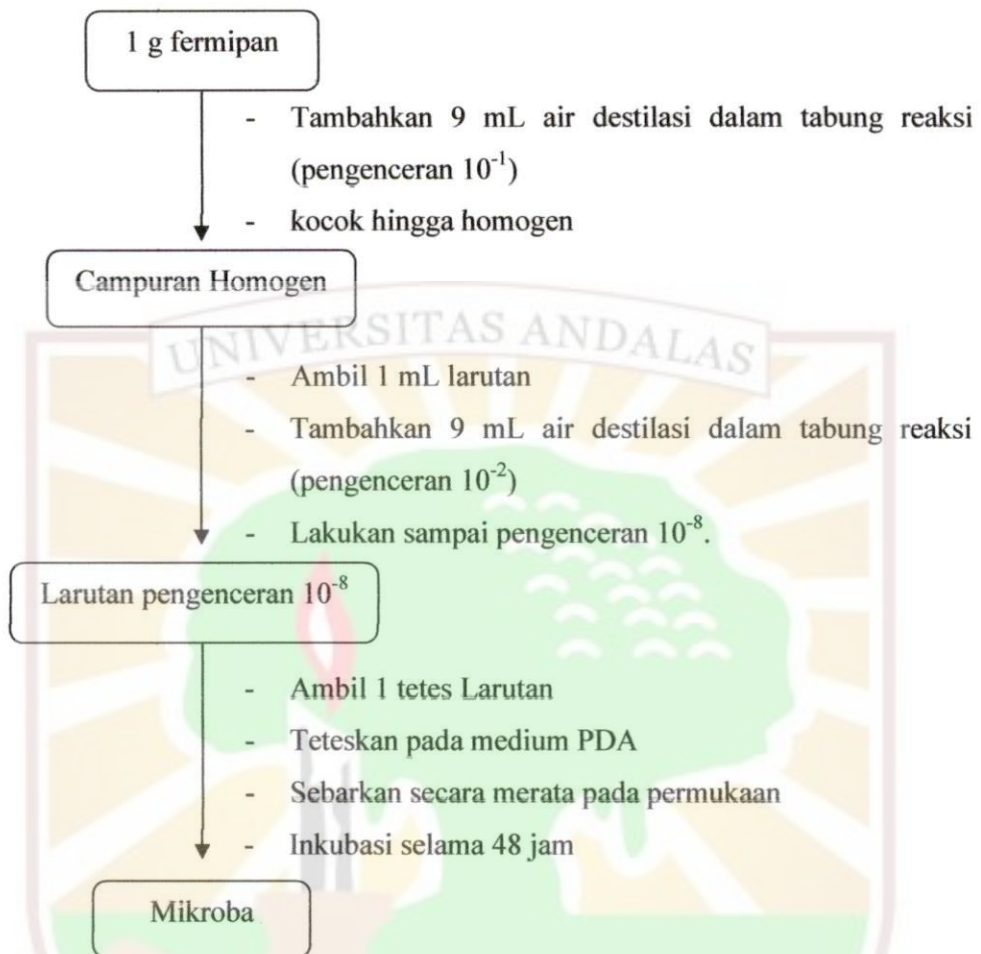 1 g fermipan
- Tambahkan 9 mL air destilasi dalam tabung reaksi
(pengenceran 10⁻¹)
- kocok hingga homogen
Campuran Homogen
UNIVERSITAS ANDALAS
- Ambil 1 mL larutan
- Tambahkan 9 mL air destilasi dalam tabung reaksi
(pengenceran 10⁻²)
- Lakukan sampai pengenceran 10⁻⁸.
Larutan pengenceran 10⁻⁸
- Ambil 1 tetes Larutan
- Teteskan pada medium PDA
- Sebarkan secara merata pada permukaan
- Inkubasi selama 48 jam
Mikroba